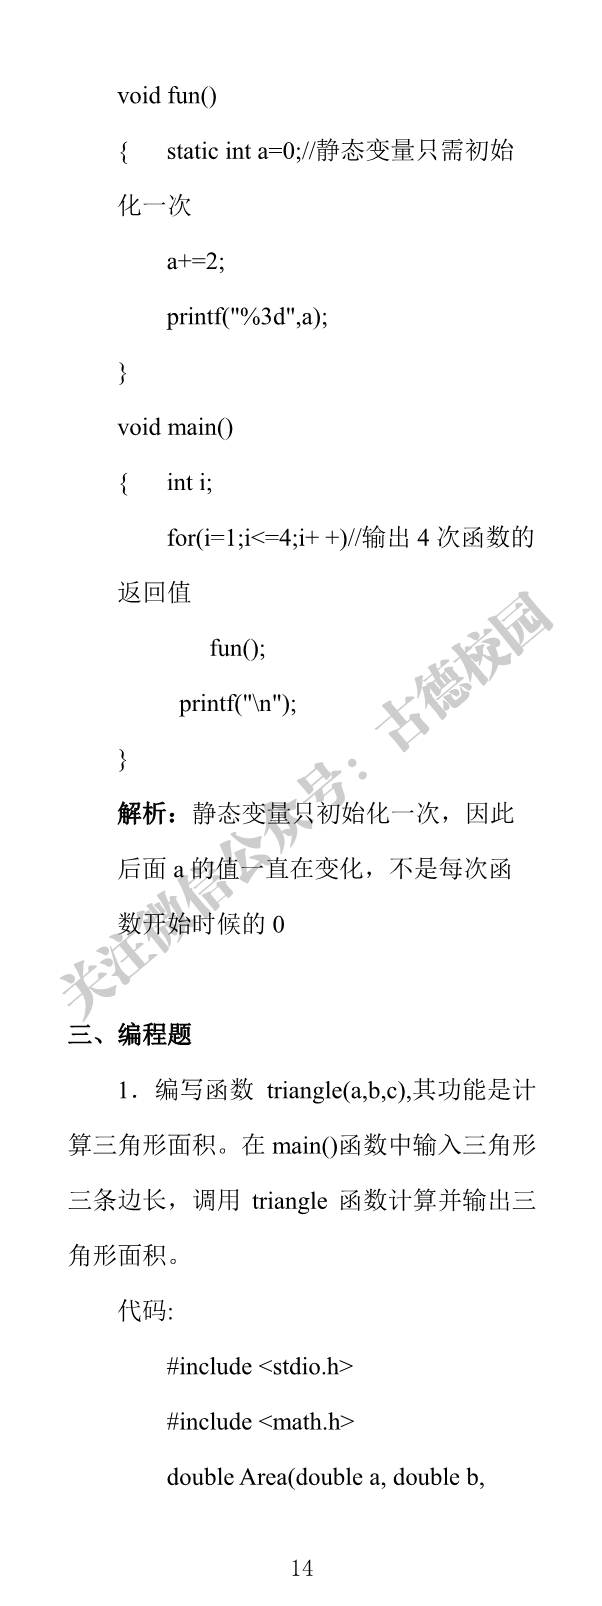 void fun()
{ static int a=0;//静态变量只需初始
化一次
a+=2;
printf("%3d",a);
}
void main()
{ int i;
for(i=1;i<=4;i+ +)//输出 4 次函数的
返回值
fun();
printf("\n");
}
解析：静态变量只初始化一次，因此
后面 a 的值一直在变化，不是每次函
数开始时候的 0
关注微信公众号：古德校园
三、编程题
1．编写函数 triangle(a,b,c),其功能是计
算三角形面积。在 main()函数中输入三角形
三条边长，调用 triangle 函数计算并输出三
角形面积。
代码:
#include <stdio.h>
#include <math.h>
double Area(double a, double b,
14